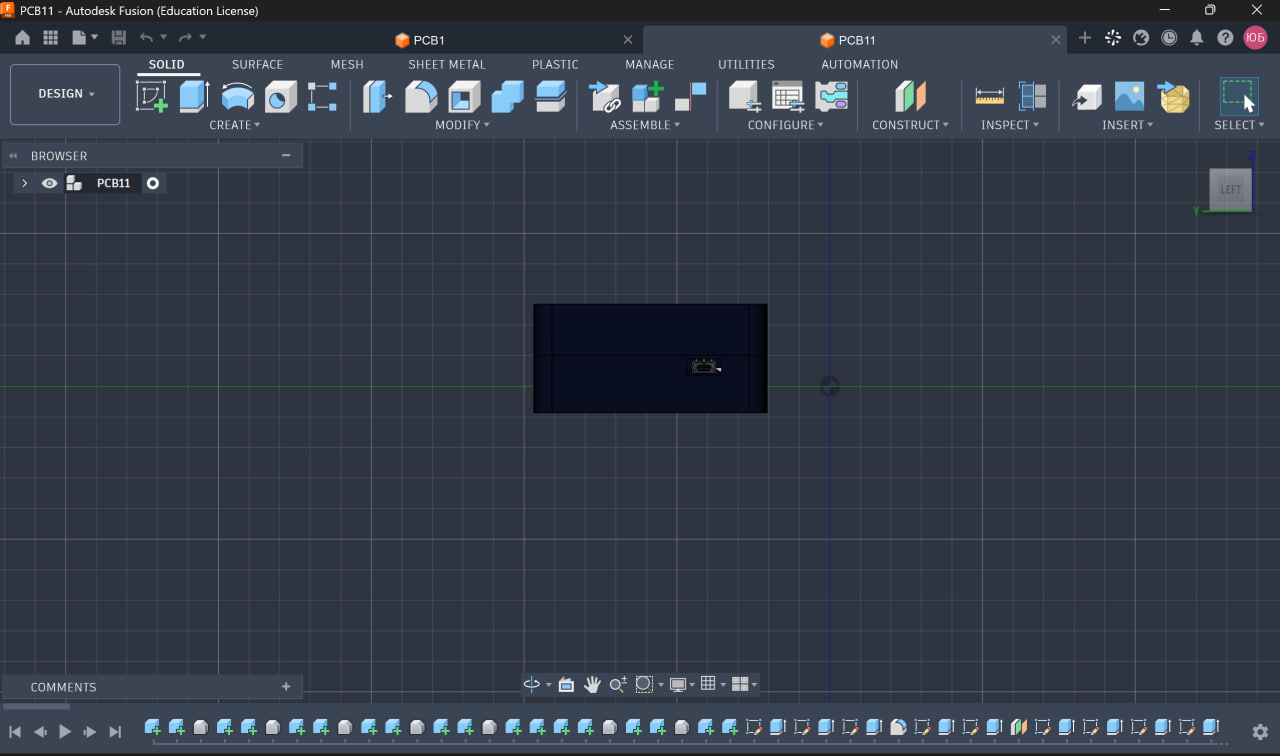 PCB11 - Autodesk Fusion (Education License)
PCB1
PCB11
ЮБ
SOLID SURFACE MESH SHEET METAL PLASTIC MANAGE UTILITIES AUTOMATION
DESIGN
CREATE MODIFY ASSEMBLE CONFIGURE CONSTRUCT INSPECT INSERT SELECT
BROWSER
PCB11
Z
LEFT
Y
COMMENTS